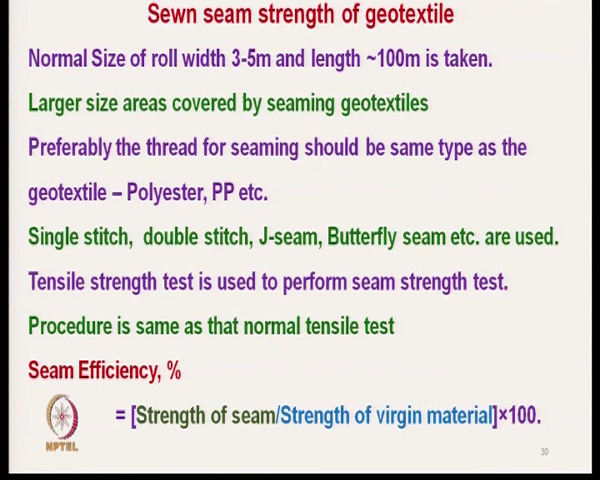 Sewn seam strength of geotextile
Normal Size of roll width 3-5m and length ~100m is taken.
Larger size areas covered by seaming geotextiles
Preferably the thread for seaming should be same type as the
geotextile – Polyester, PP etc.
Single stitch, double stitch, J-seam, Butterfly seam etc. are used.
Tensile strength test is used to perform seam strength test.
Procedure is same as that normal tensile test
Seam Efficiency, %
= [Strength of seam/Strength of virgin material]×100.
NPTEL
30